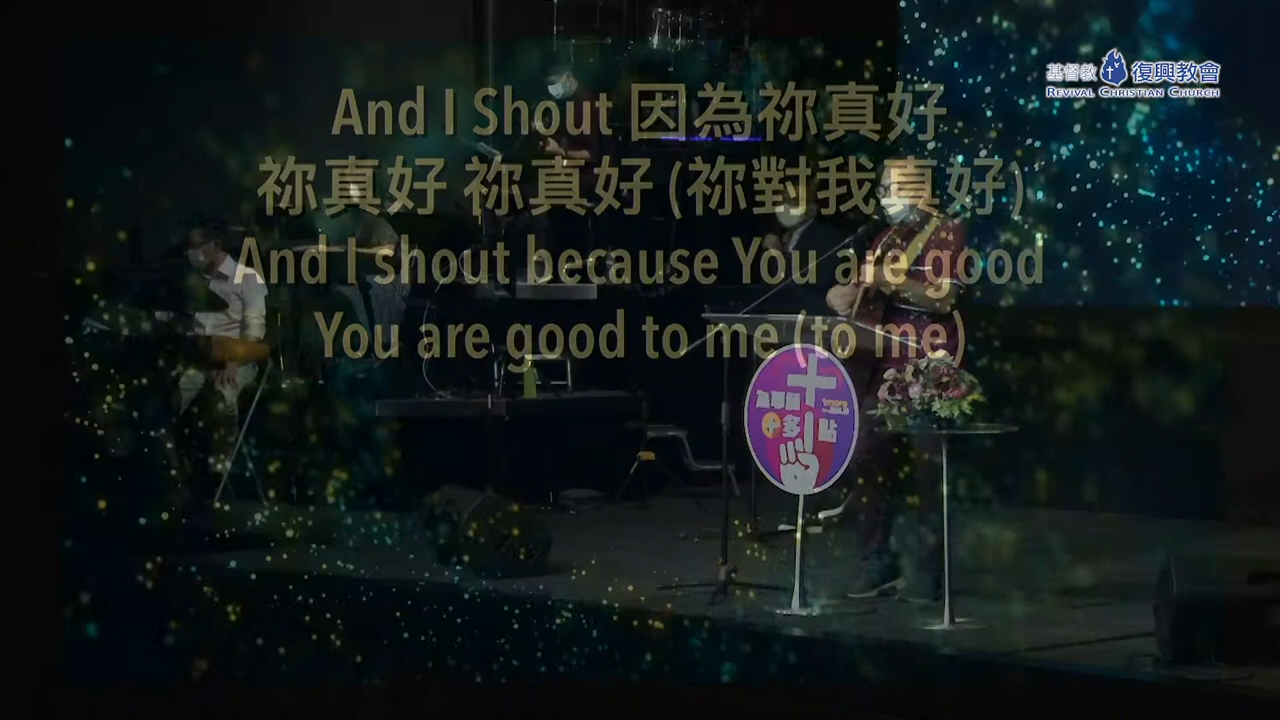 基督教 復興教會
REVIVAL CHRISTIAN CHURCH
And I Shout 因為祢真好
祢真好 祢真好 (祢對我真好)
And I shout because You are good
You are good to me (to me)
1more
多點